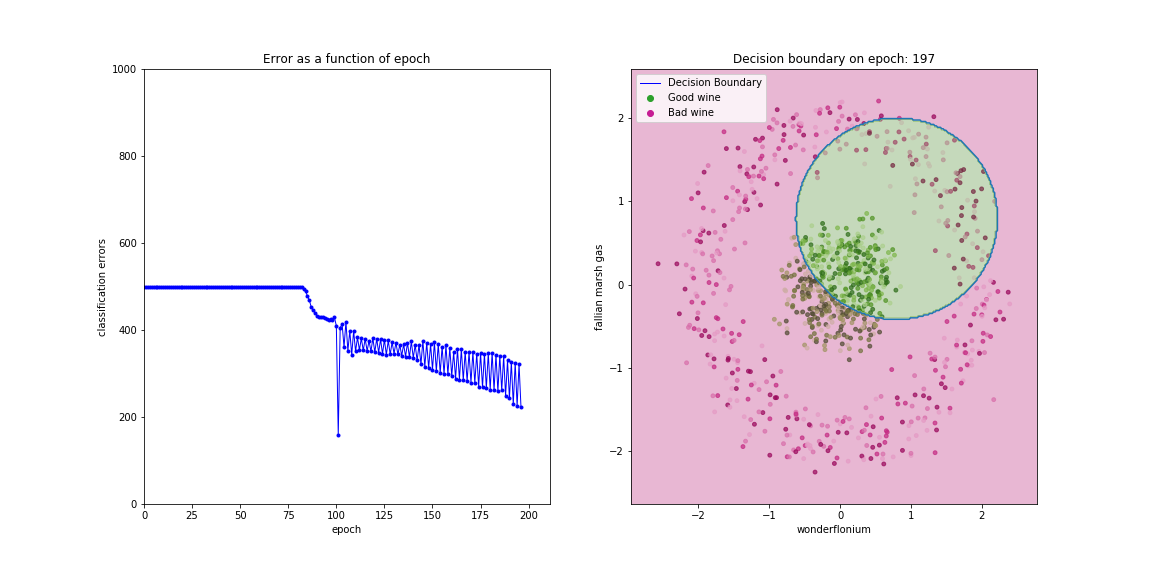 Error as a function of epoch
1000
800
600
400
200
0
classification errors
0 25 50 75 100 125 150 175 200
epoch
Decision boundary on epoch: 197
Decision Boundary
Good wine
Bad wine
2
1
0
−1
−2
fallian marsh gas
−2 −1 0 1 2
wonderflonium